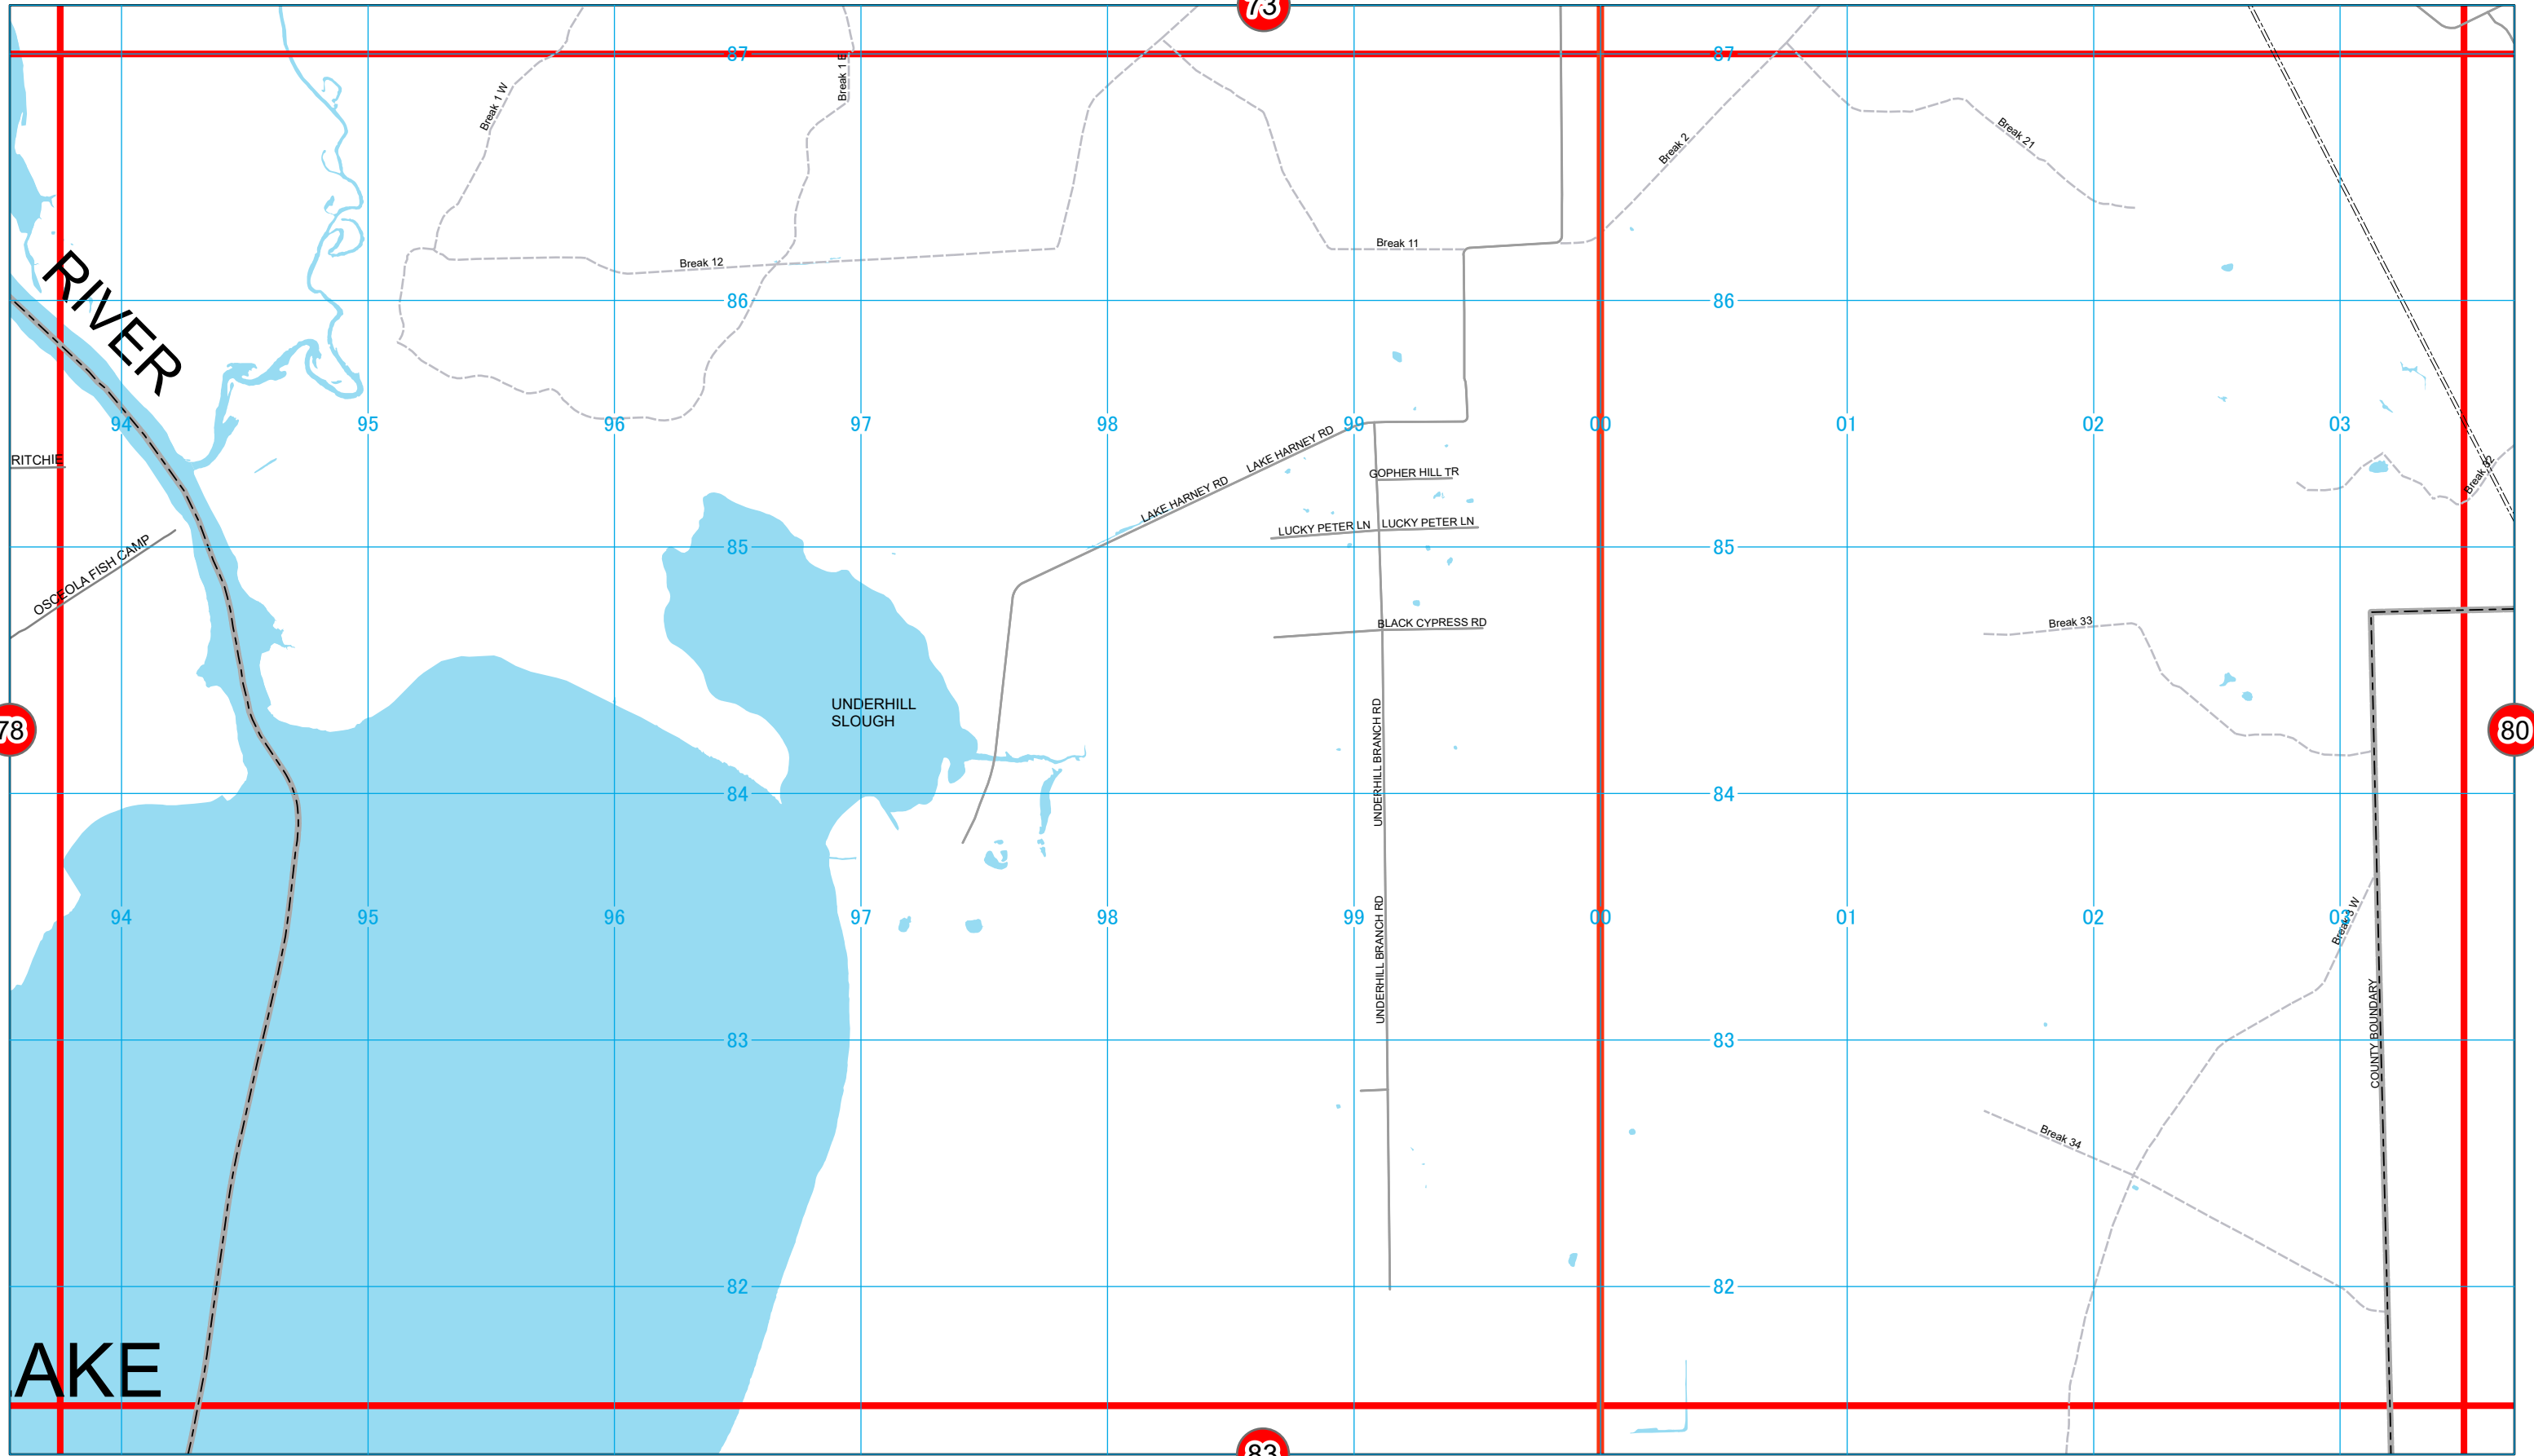 73
87
87
Break 1 W
Break 1 E
Break 2
Break 21
Break 11
Break 12
RIVER
86
86
94
95
96
97
98
99
00
01
02
03
LAKE HARNEY RD
RITCHIE
GOPHER HILL TR
Break 32
LAKE HARNEY RD
LUCKY PETER LN
LUCKY PETER LN
85
85
OSCEOLA FISH CAMP
BLACK CYPRESS RD
Break 33
UNDERHILL
SLOUGH
78
80
UNDERHILL BRANCH RD
84
84
94
95
96
97
98
99
00
01
02
03
Break 3 W
UNDERHILL BRANCH RD
COUNTY BOUNDARY
83
83
Break 34
82
82
AKE
83